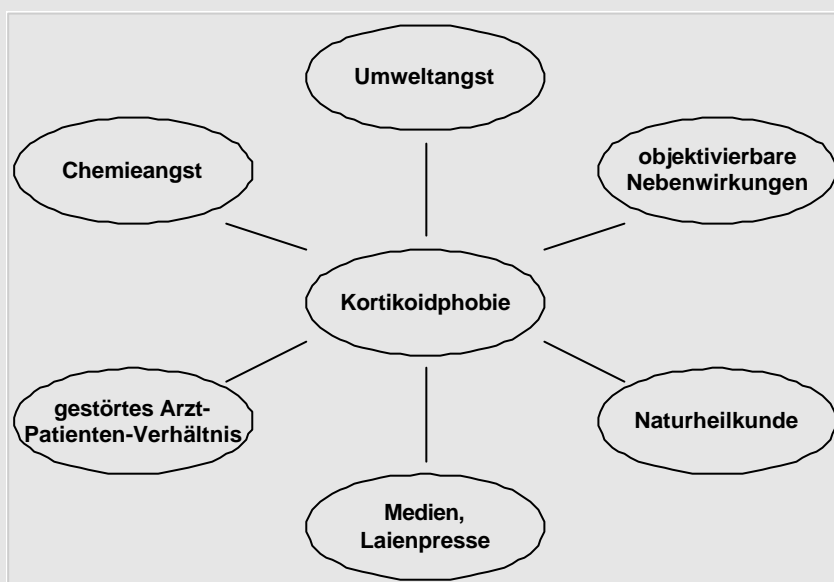 Umweltangst
Chemieangst
objektivierbare
Nebenwirkungen
Kortikoidphobie
gestörtes Arzt-
Patienten-Verhältnis
Naturheilkunde
Medien,
Laienpresse